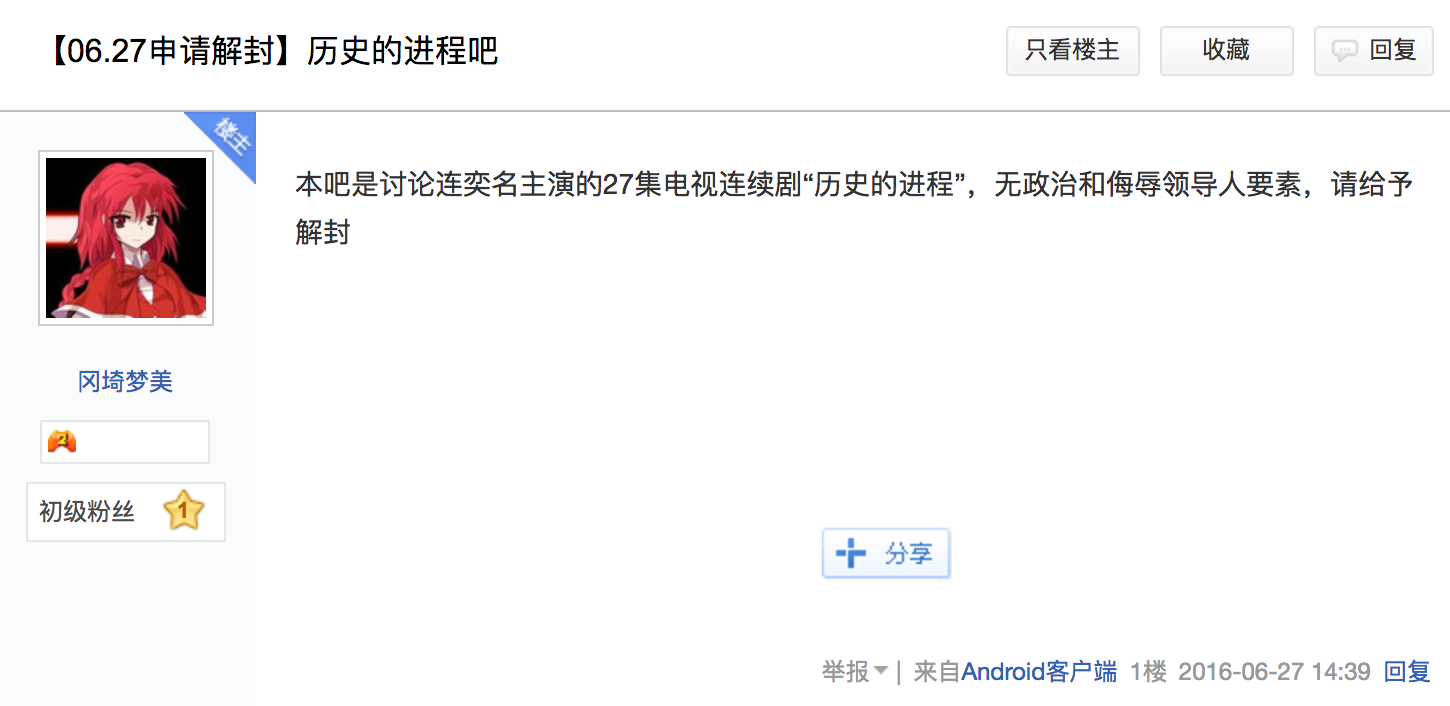 【06.27申请解封】历史的进程吧
只看楼主
收藏
回复
楼主
本吧是讨论连奕名主演的27集电视连续剧“历史的进程”，无政治和侮辱领导人要素，请给予
解封
冈埼梦美
2
初级粉丝 1
分享
举报 | 来自Android客户端 1楼 2016-06-27 14:39 回复